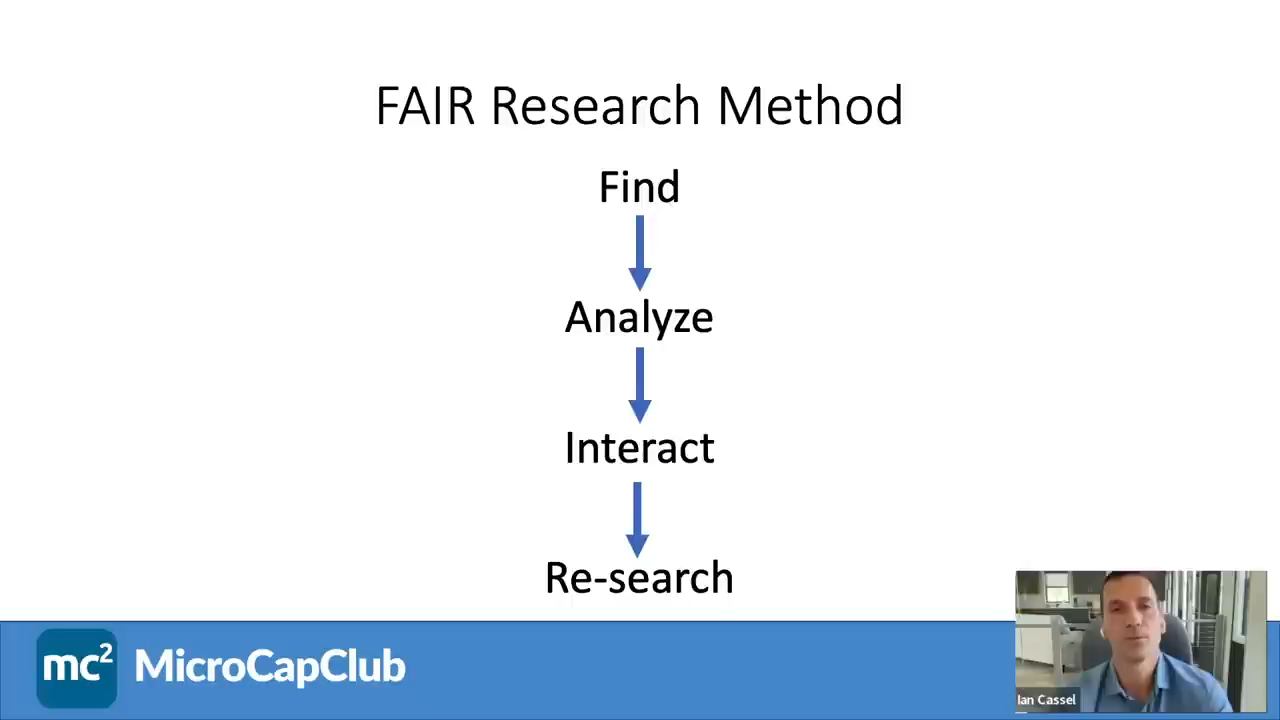 FAIR Research Method
Find
Analyze
Interact
Re-search
mc² MicroCapClub
Ian Cassel